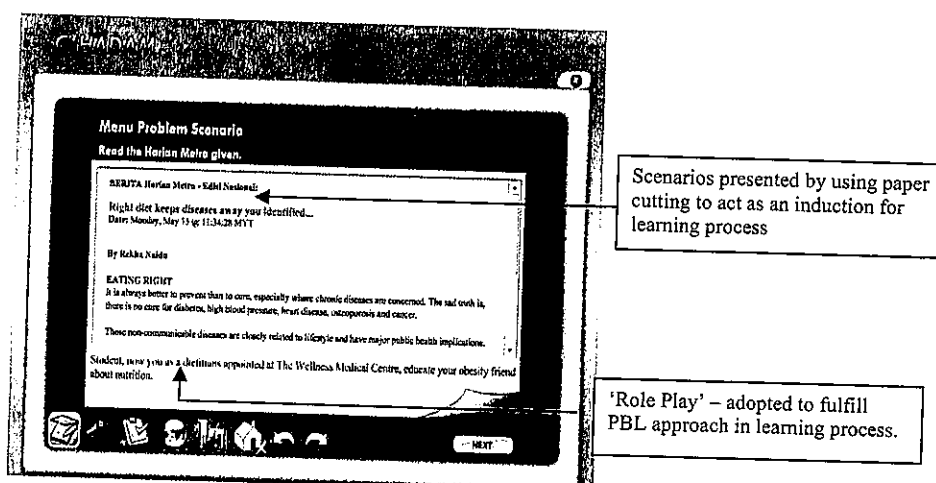 Menu Problem Scenario
Read the Harian Metro given.
BERITA Harian Metro - Edisi Nasional:
Right diet keeps diseases away you identified...
Date: Monday, May @ 11:34:28 MYT
By Rekha Naidu
EATING RIGHT
It is always better to prevent than to cure, especially where chronic diseases are concerned. The sad truth is,
there is no cure for diabetes, high blood pressure, heart disease, osteoporosis and cancer.
These non-communicable diseases are closely related to lifestyle and have major public health implications.
Student, now you as a dietitians appointed at The Wellness Medical Centre, educate your obesity friend
about nutrition.
NEXT
Scenarios presented by using paper
cutting to act as an induction for
learning process
'Role Play' – adopted to fulfill
PBL approach in learning process.